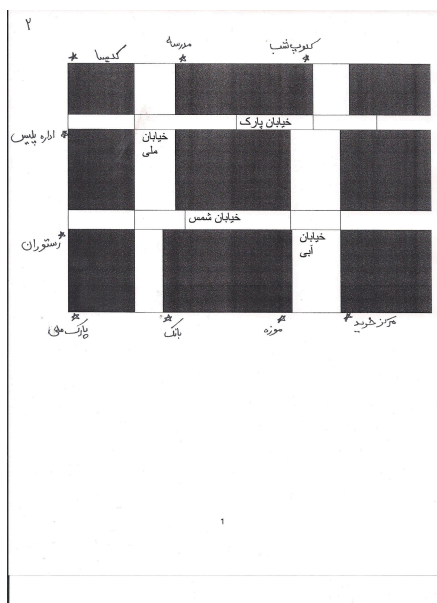 ۲
کلیسا
مدرسه
کلوپ شب
خیابان پارک
اداره پلیس
خیابان
ملی
خیابان شمس
رستوران
خیابان
آبی
پارک ملی
بانک
موزه
مرکز خرید
1